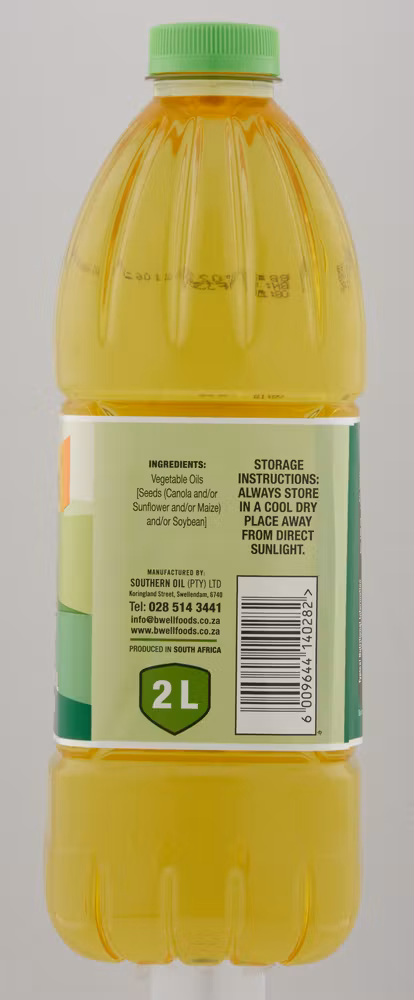 INGREDIENTS:
Vegetable Oils
[Seeds (Canola and/or
Sunflower and/or Maize)
and/or Soybean]
STORAGE
INSTRUCTIONS:
ALWAYS STORE
IN A COOL DRY
PLACE AWAY
FROM DIRECT
SUNLIGHT.
MANUFACTURED BY:
SOUTHERN OIL (PTY) LTD
Koringland Street, Swellendam, 6740
Tel: 028 514 3441
info@bwellfoods.co.za
www.bwellfoods.co.za
PRODUCED IN SOUTH AFRICA
2 L
6 009644 140282 >